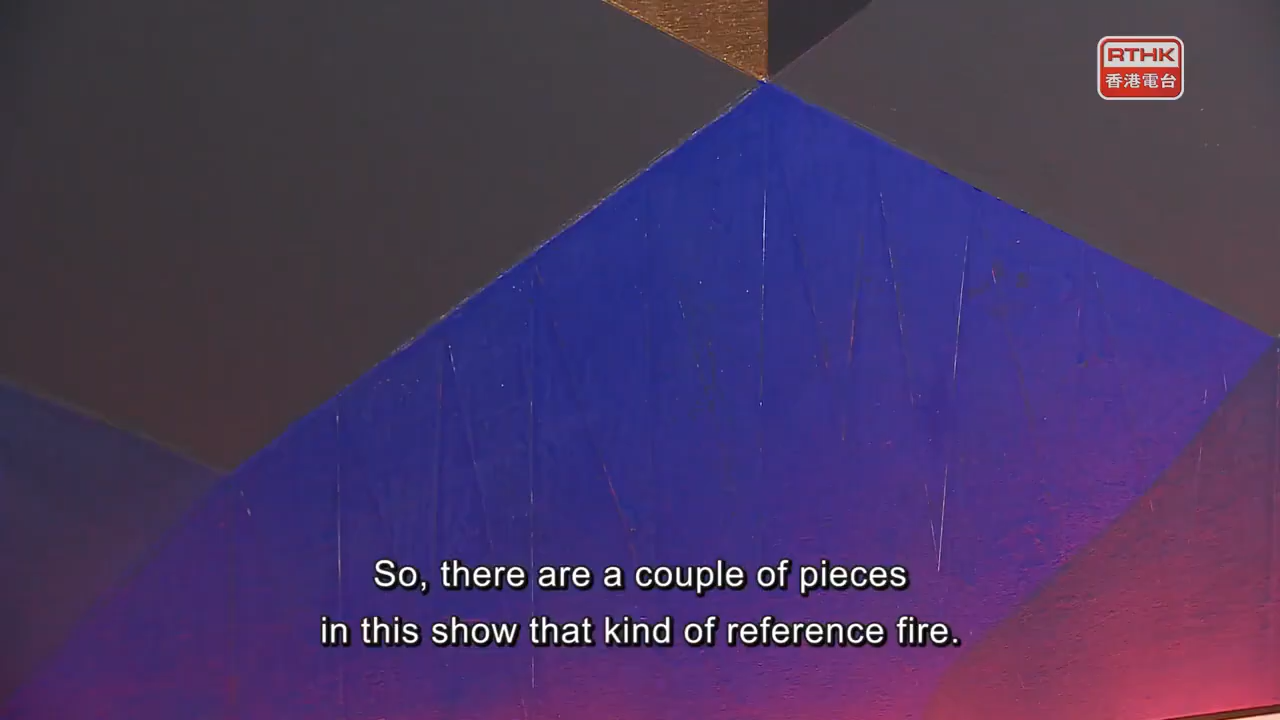 RTHK
香港電台
So, there are a couple of pieces
in this show that kind of reference fire.